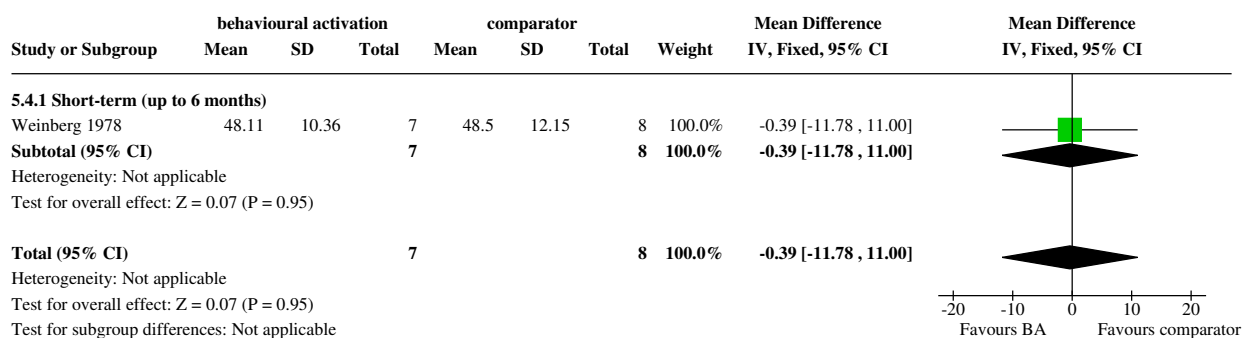 behavioural activation comparator Mean Difference Mean Difference
Study or Subgroup Mean SD Total Mean SD Total Weight IV, Fixed, 95% CI IV, Fixed, 95% CI
5.4.1 Short-term (up to 6 months)
Weinberg 1978 48.11 10.36 7 48.5 12.15 8 100.0% -0.39 [-11.78 , 11.00]
Subtotal (95% CI) 7 8 100.0% -0.39 [-11.78 , 11.00]
Heterogeneity: Not applicable
Test for overall effect: Z = 0.07 (P = 0.95)
Total (95% CI) 7 8 100.0% -0.39 [-11.78 , 11.00]
Heterogeneity: Not applicable
Test for overall effect: Z = 0.07 (P = 0.95)
Test for subgroup differences: Not applicable
-20 -10 0 10 20
Favours BA Favours comparator